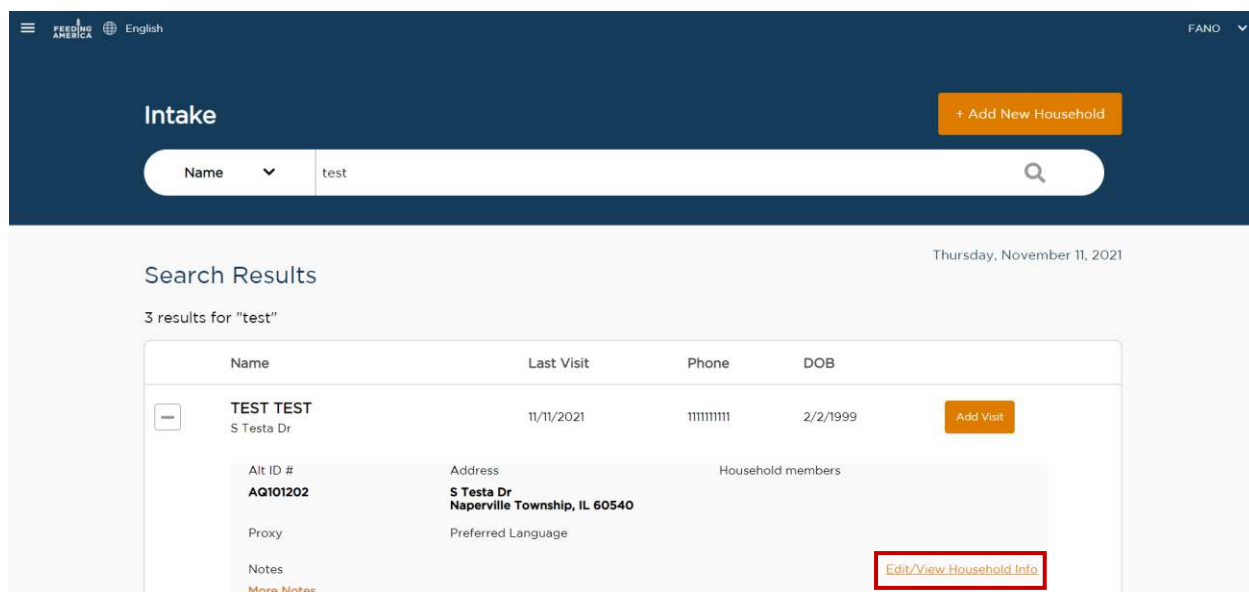 FEEDING
AMERICA
English
FANO
Intake
+ Add New Household
Name
test
Thursday, November 11, 2021
Search Results
3 results for "test"
Name Last Visit Phone DOB
TEST TEST 11/11/2021 1111111111 2/2/1999 Add Visit
S Testa Dr
Alt ID # Address Household members
AQ101202 S Testa Dr
Naperville Township, IL 60540
Proxy Preferred Language
Notes Edit/View Household Info
More Notes